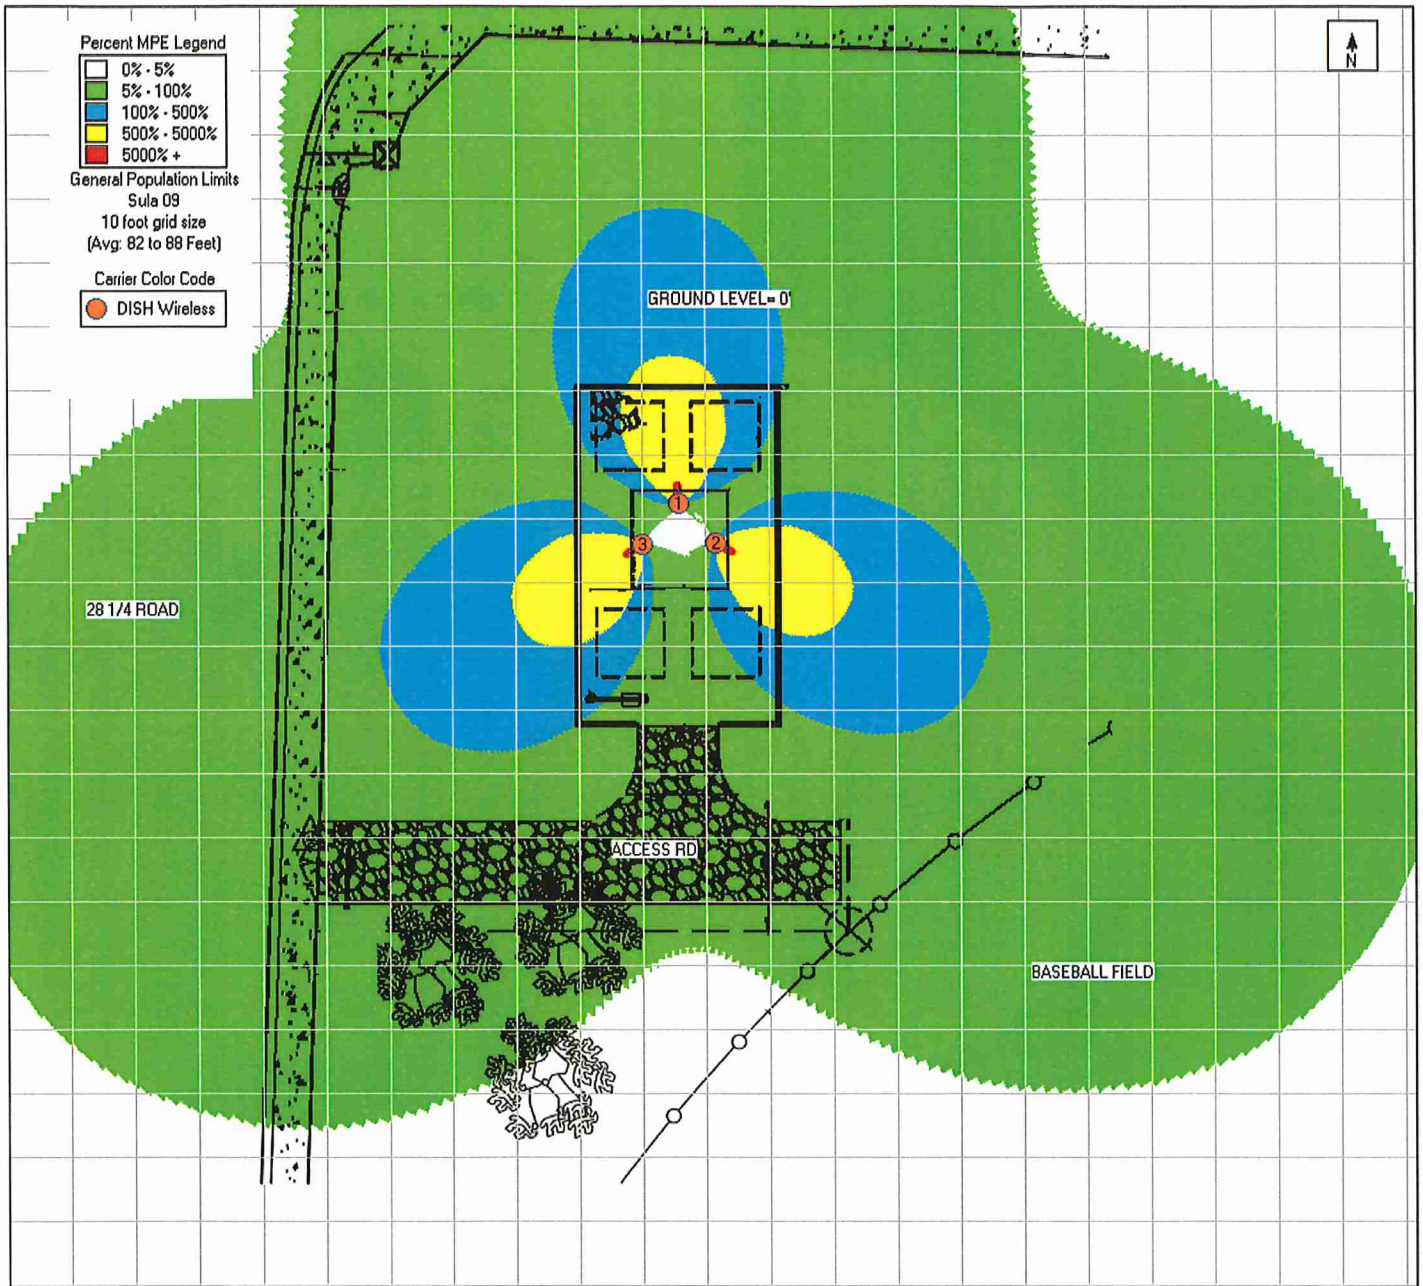 Percent MPE Legend
0% - 5%
5% - 100%
100% - 500%
500% - 5000%
5000% +
General Population Limits
Sula 09
10 foot grid size
(Avg: 82 to 88 Feet)
Carrier Color Code
DISH Wireless
N
GROUND LEVEL= 0'
1
3
2
28 1/4 ROAD
ACCESS RD
BASEBALL FIELD